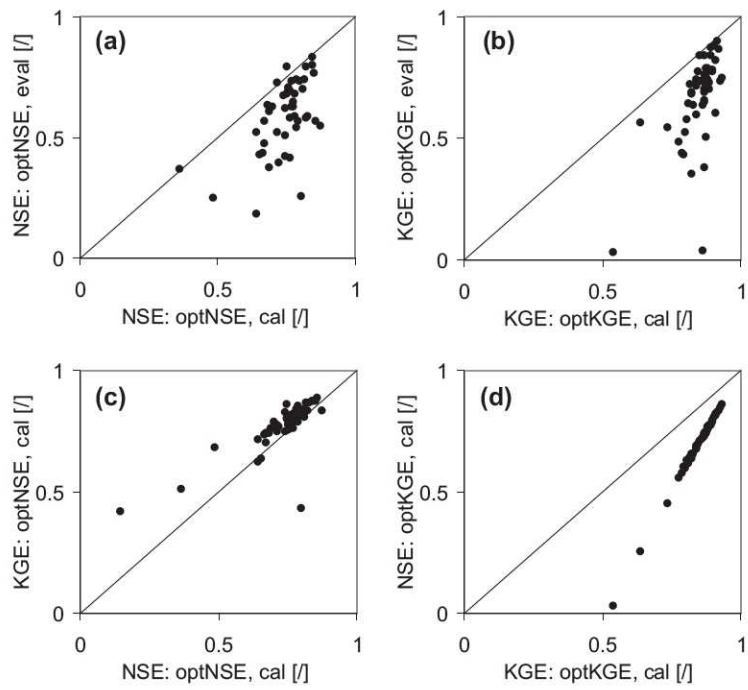 (a)
1
0.5
0
NSE: optNSE, eval [/]
0
0.5
1
NSE: optNSE, cal [/]
(b)
1
0.5
0
KGE: optKGE, eval [/]
0
0.5
1
KGE: optKGE, cal [/]
(c)
1
0.5
0
KGE: optNSE, cal [/]
0
0.5
1
NSE: optNSE, cal [/]
(d)
1
0.5
0
NSE: optKGE, cal [/]
0
0.5
1
KGE: optKGE, cal [/]